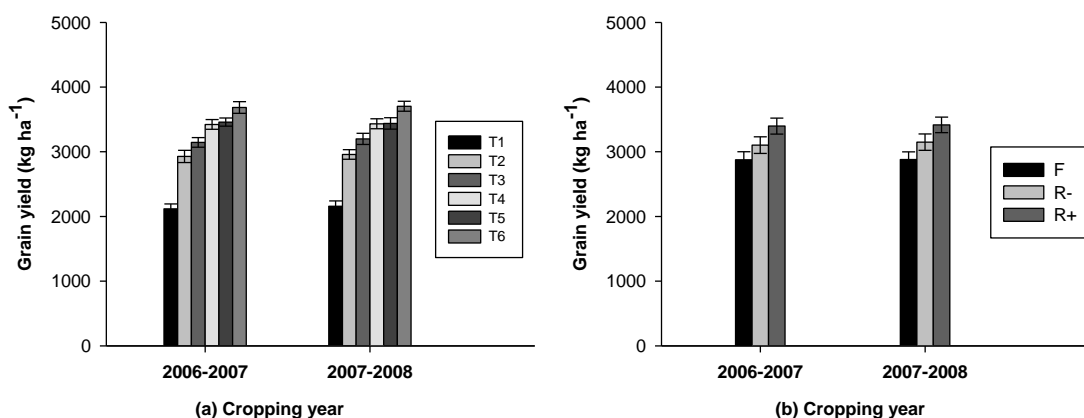 5000
4000
3000
2000
1000
0
Grain yield (kg ha⁻¹)
2006-2007
2007-2008
(a) Cropping year
T1
T2
T3
T4
T5
T6
5000
4000
3000
2000
1000
0
Grain yield (kg ha⁻¹)
2006-2007
2007-2008
(b) Cropping year
F
R-
R+